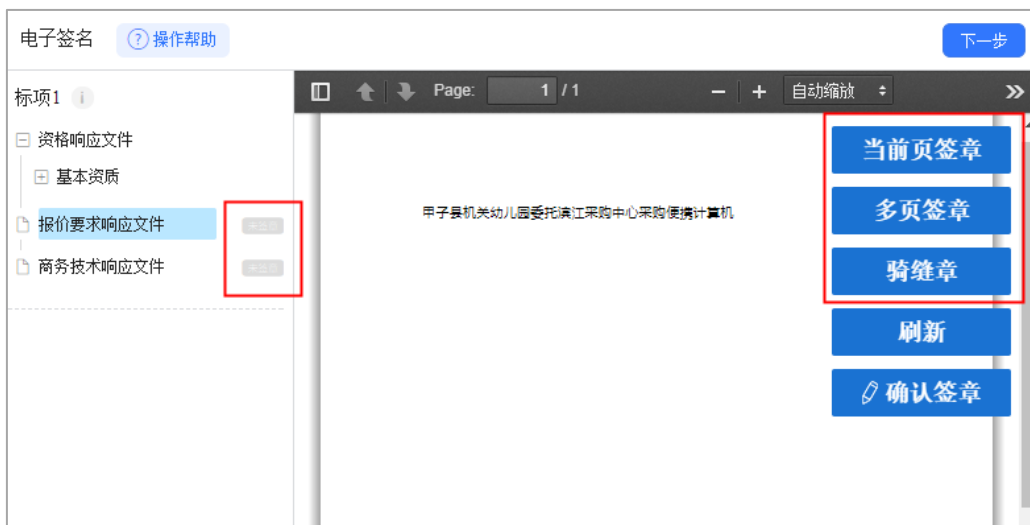 电子签名
? 操作帮助
下一步
标项1 i
资格响应文件
基本资质
报价要求响应文件
商务技术响应文件
Page: 1 / 1
自动缩放
甲子县机关幼儿园委托滨江采购中心采购便携计算机
当前页签章
多页签章
骑缝章
刷新
确认签章